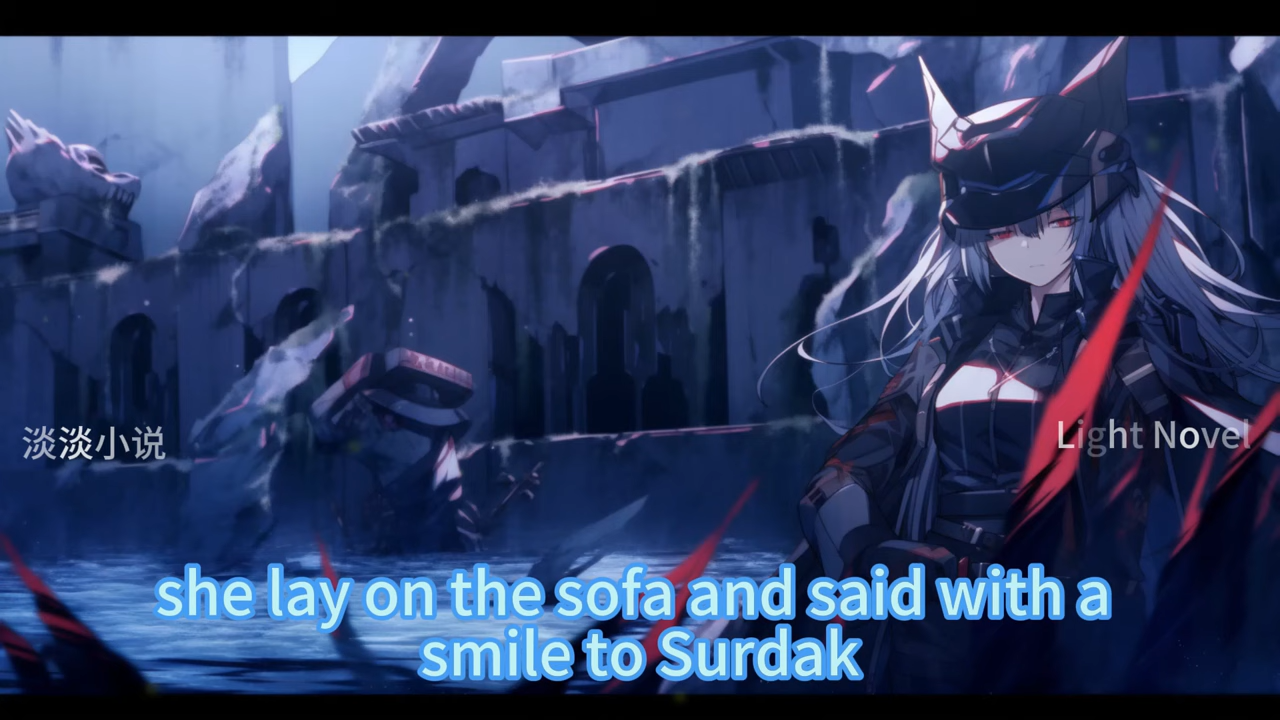 淡淡小说
Light Novel
she lay on the sofa and said with a
smile to Surdak